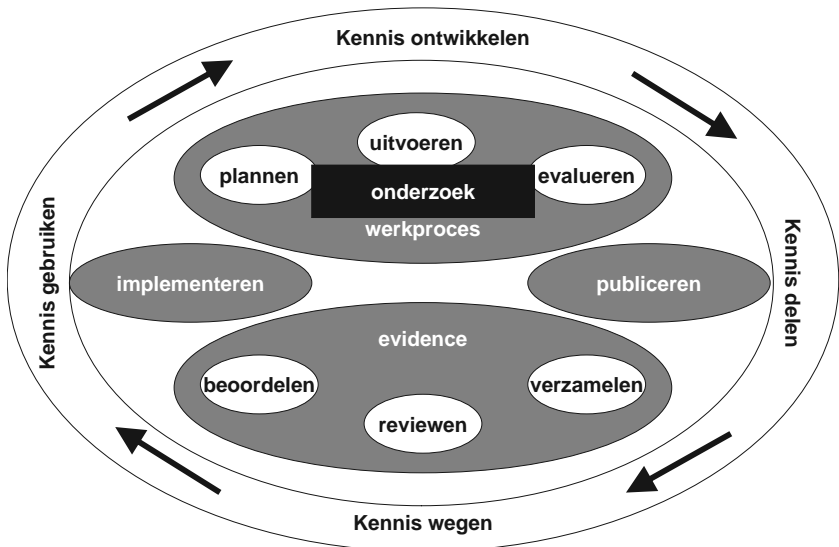 Kennis ontwikkelen
uitvoeren
plannen
evalueren
onderzoek
werkproces
Kennis gebruiken
implementeren
publiceren
Kennis delen
evidence
beoordelen
verzamelen
reviewen
Kennis wegen